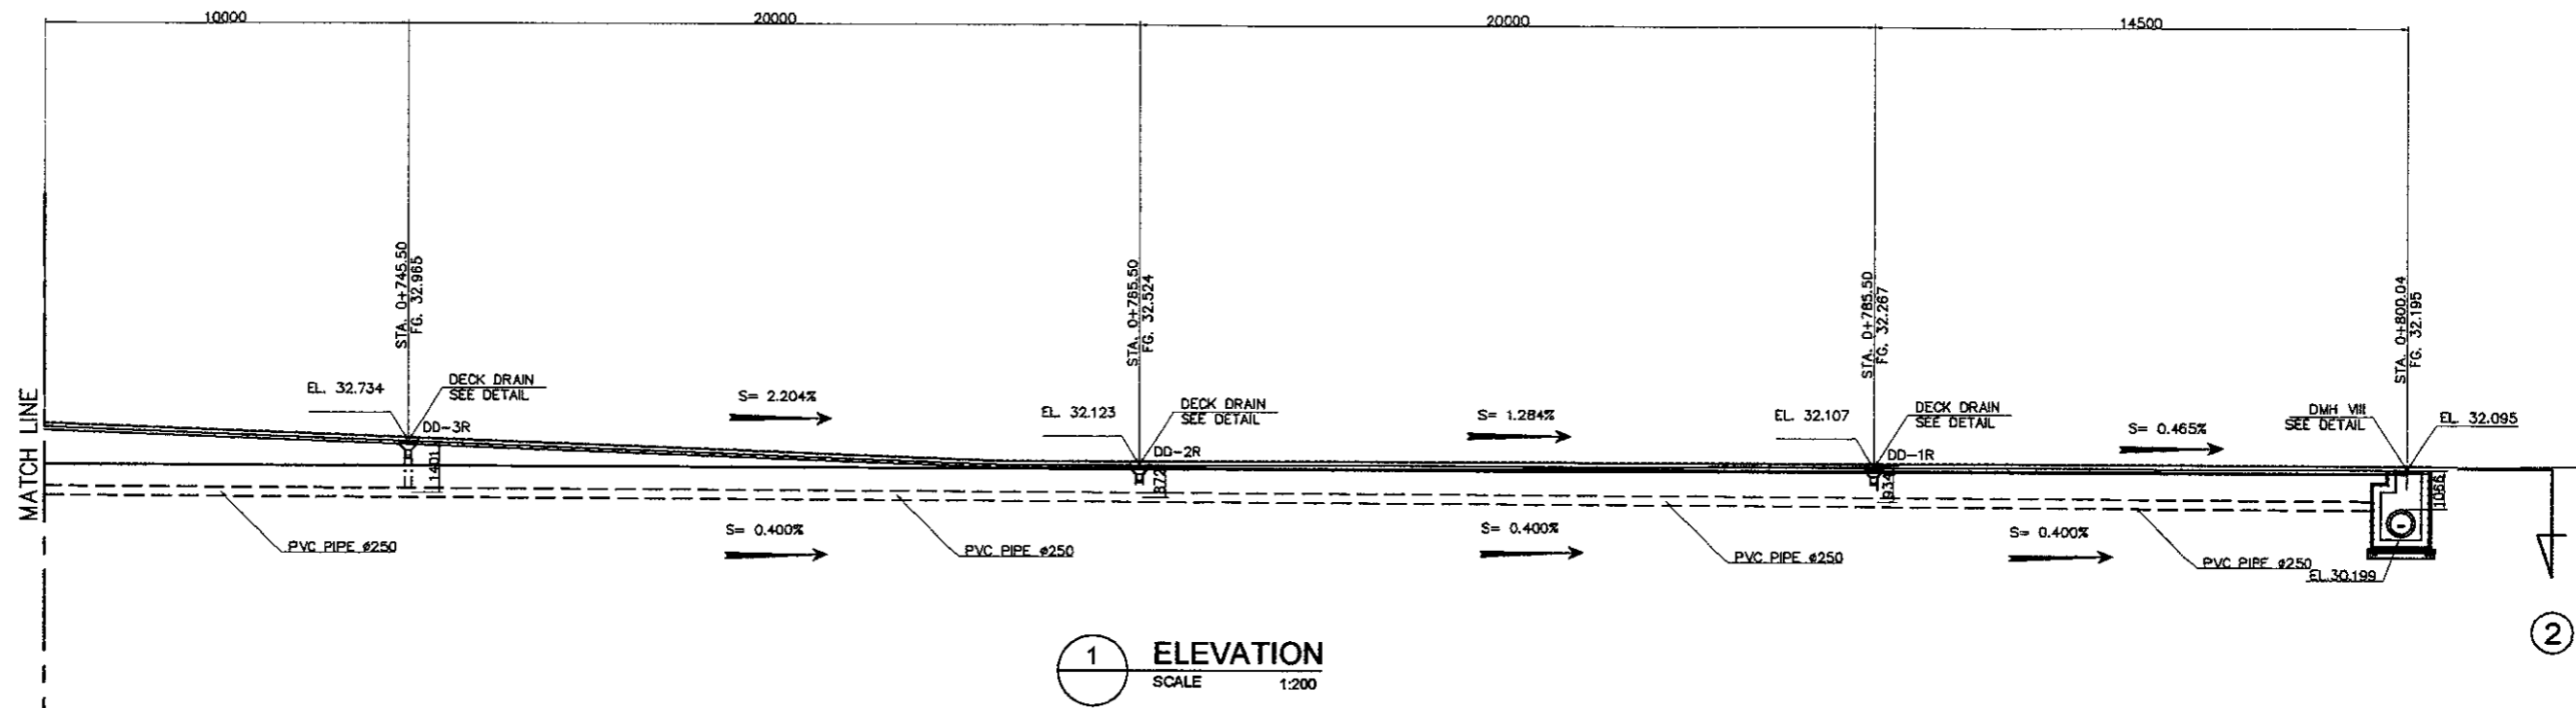 10000
20000
20000
14500
STA. 0+745.50
FG. 32.965
STA. 0+765.50
FG. 32.524
STA. 0+785.50
FG. 32.267
STA. 0+800.04
FG. 32.195
MATCH LINE
EL. 32.734
DECK DRAIN
SEE DETAIL
DD-3R
1401
S= 2.204%
EL. 32.123
DECK DRAIN
SEE DETAIL
DD-2R
872
S= 1.284%
EL. 32.107
DECK DRAIN
SEE DETAIL
DD-1R
934
S= 0.465%
DMH VIII
SEE DETAIL
EL. 32.095
1066
PVC PIPE ø250
S= 0.400%
PVC PIPE ø250
S= 0.400%
PVC PIPE ø250
S= 0.400%
PVC PIPE ø250
EL.30.199
1
ELEVATION
SCALE 1:200
2